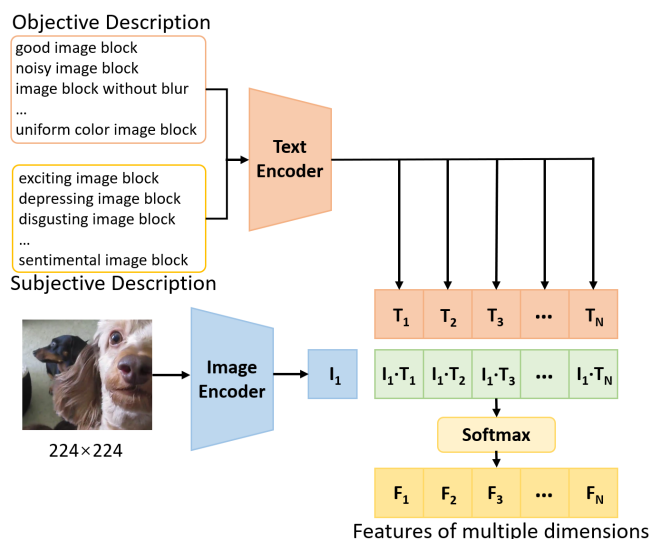 Objective Description
good image block
noisy image block
image block without blur
...
uniform color image block
Text
Encoder
exciting image block
depressing image block
disgusting image block
...
sentimental image block
Subjective Description
T1 T2 T3 ... TN
Image
Encoder
I1
I1·T1 I1·T2 I1·T3 ... I1·TN
Softmax
224×224
F1 F2 F3 ... FN
Features of multiple dimensions